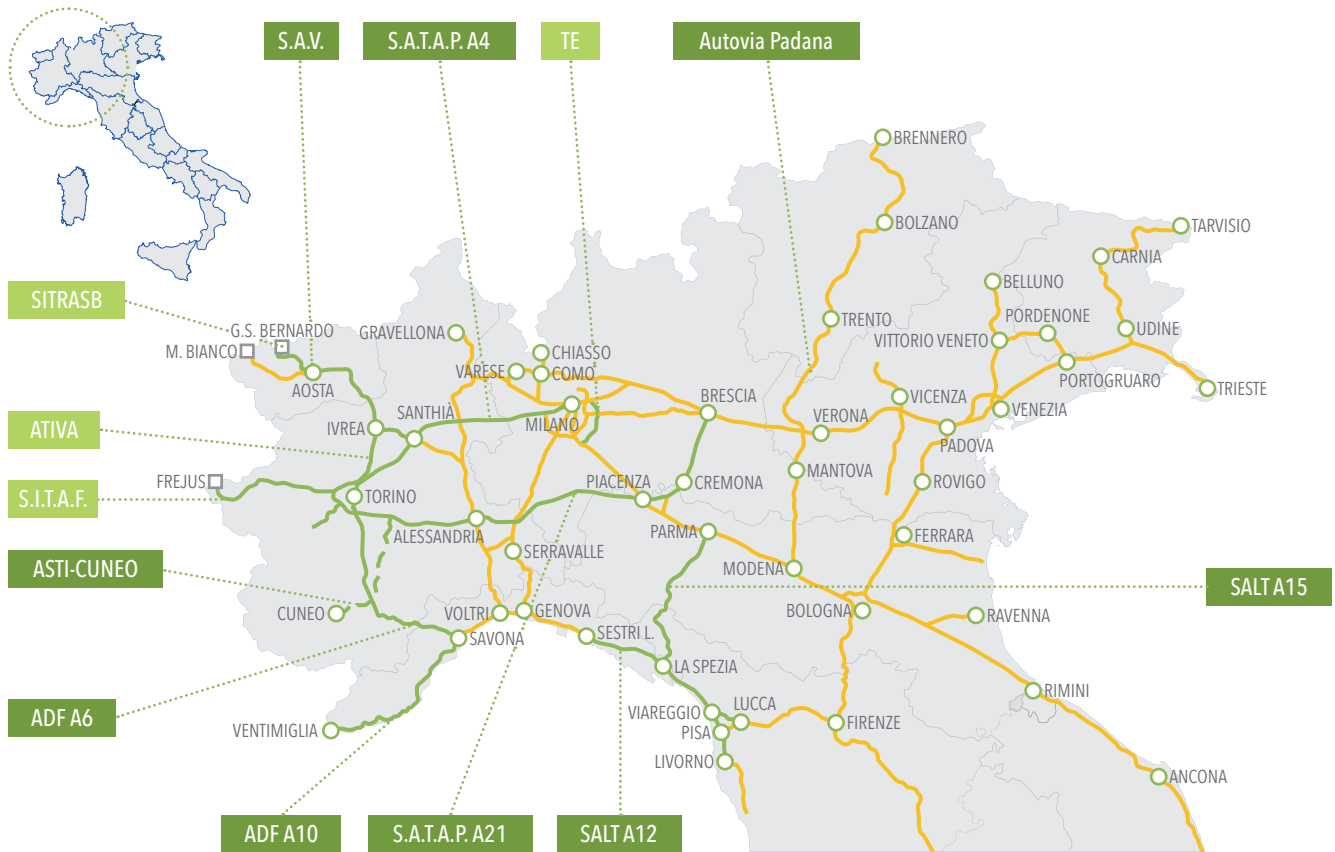 S.A.V.
S.A.T.A.P. A4
TE
Autovia Padana
BRENNERO
BOLZANO
TARVISIO
CARNIA
BELLUNO
SITRASB
TRENTO
PORDENONE
UDINE
G.S. BERNARDO
GRAVELLONA
VITTORIO VENETO
M. BIANCO
CHIASSO
VARESE
COMO
PORTOGRUARO
TRIESTE
AOSTA
BRESCIA
VICENZA
VENEZIA
SANTHIÀ
MILANO
VERONA
ATIVA
IVREA
PADOVA
MANTOVA
FREJUS
PIACENZA
CREMONA
ROVIGO
S.I.T.A.F.
TORINO
ALESSANDRIA
PARMA
FERRARA
SERRAVALLE
ASTI-CUNEO
MODENA
SALT A15
CUNEO
VOLTRI
GENOVA
BOLOGNA
RAVENNA
SAVONA
SESTRI L.
LA SPEZIA
RIMINI
ADF A6
VIAREGGIO
LUCCA
FIRENZE
VENTIMIGLIA
PISA
LIVORNO
ANCONA
ADF A10
S.A.T.A.P. A21
SALT A12